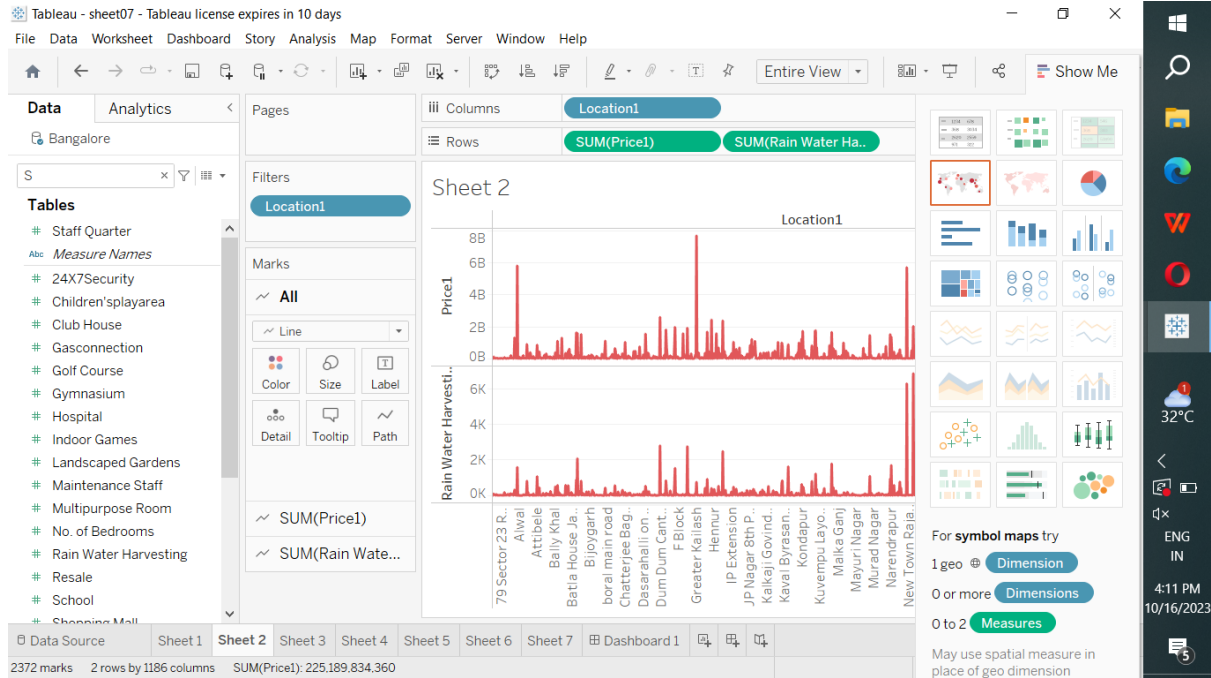 Tableau - sheet07 - Tableau license expires in 10 days
File Data Worksheet Dashboard Story Analysis Map Format Server Window Help
Entire View
Show Me
Data Analytics
Bangalore
S
Tables
Staff Quarter
Abc Measure Names
24X7Security
Children'splayarea
Club House
Gasconnection
Golf Course
Gymnasium
Hospital
Indoor Games
Landscaped Gardens
Maintenance Staff
Multipurpose Room
No. of Bedrooms
Rain Water Harvesting
Resale
School
Shopping Mall
Pages
Filters
Location1
Marks
All
Line
Color Size Label
Detail Tooltip Path
SUM(Price1)
SUM(Rain Wate...
Columns Location1
Rows SUM(Price1) SUM(Rain Water Ha..
Sheet 2
Location1
Price1
8B
6B
4B
2B
0B
Rain Water Harvesti..
6K
4K
2K
0K
79 Sector 23 R..
Alwal
Attibele
Bally Khal
Batla House Ja..
Bijoygarh
boral main road
Chatterjee Bag..
Dasarahalli on ..
Dum Dum Cant..
F Block
Greater Kailash
Hennur
IP Extension
JP Nagar 8th P..
Kalkaji Govind..
Kaval Byrasan..
Kondapur
Kuvempu Layo..
Malka Ganj
Mayuri Nagar
Murad Nagar
Narendrapur
New Town Raja..
For symbol maps try
1 geo Dimension
0 or more Dimensions
0 to 2 Measures
May use spatial measure in
place of geo dimension
Data Source Sheet 1 Sheet 2 Sheet 3 Sheet 4 Sheet 5 Sheet 6 Sheet 7 Dashboard 1
2372 marks 2 rows by 1186 columns SUM(Price1): 225,189,834,360
1
32°C
ENG
IN
4:11 PM
10/16/2023
5